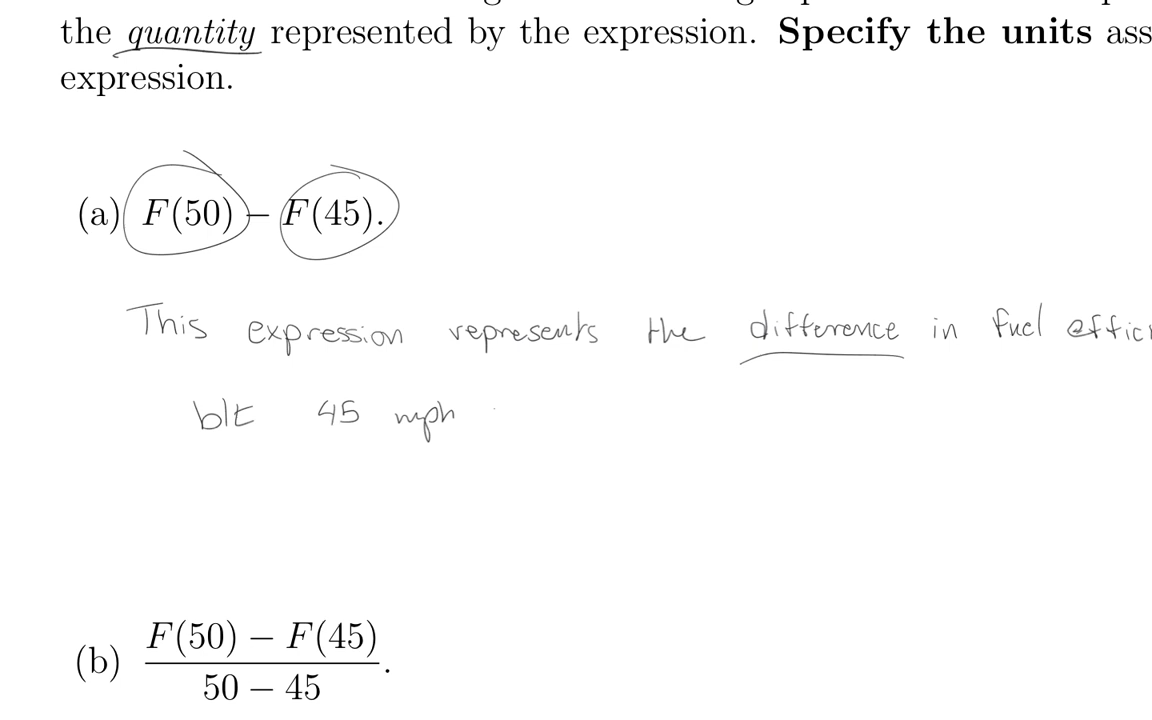 the quantity represented by the expression. Specify the units ass
expression.
(a) F(50) – F(45).
This expression represents the difference in fuel effici
b/t 45 mph
(b) F(50) – F(45)
50 – 45 .